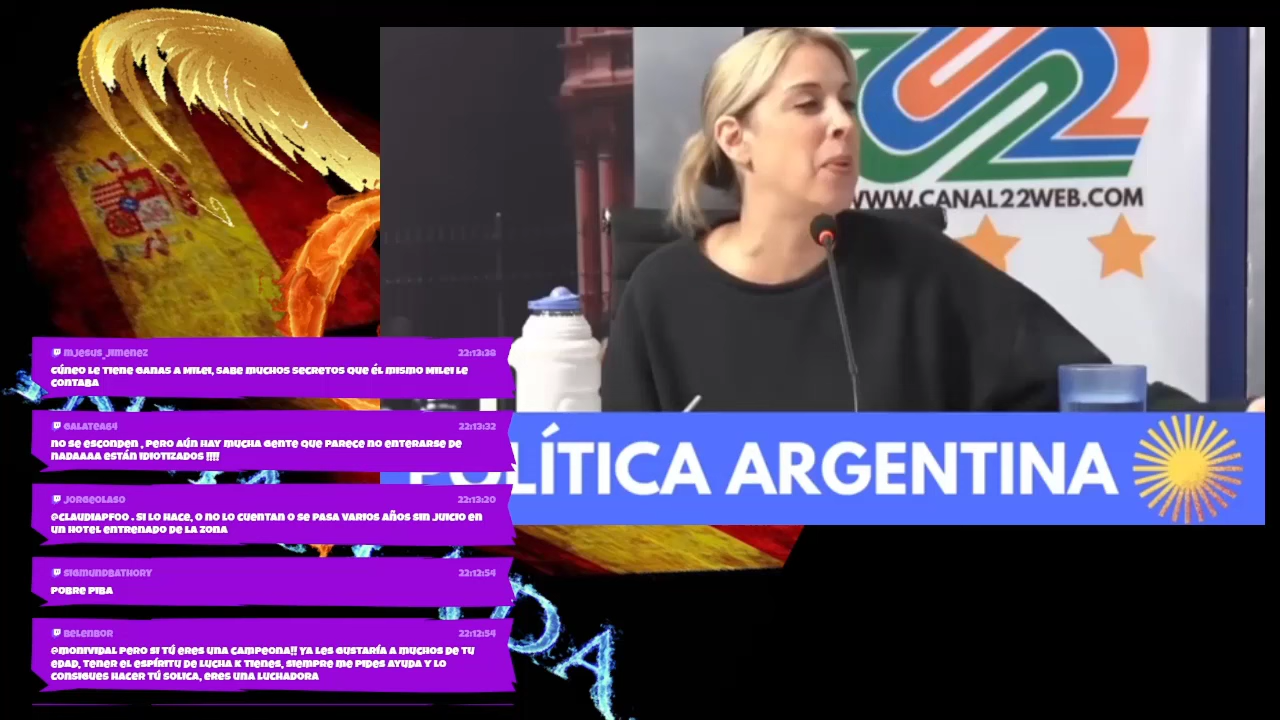 22
WWW.CANAL22WEB.COM
POLÍTICA ARGENTINA
mjesus_jimenez 22:13:38
CÚNEO LE TIENE GANAS A MILEI, SABE MUCHOS SECRETOS QUE ÉL MISMO MILEI LE
CONTABA
GALATEA64 22:13:32
NO SE ESCONDEN , PERO AÚN HAY MUCHA GENTE QUE PARECE NO ENTERARSE DE
NADAAAA ESTÁN IDIOTIZADOS !!!!
JORGEOLASO 22:13:20
@CLAUDIAPFOO . SI LO HACE, O NO LO CUENTAN O SE PASA VARIOS AÑOS SIN JUICIO EN
UN HOTEL ENTRENADO DE LA ZONA
SIGMUNDBATHORY 22:12:54
POBRE PIBA
BELENBOR 22:12:54
@MONIVIDAL PERO SI TÚ ERES UNA CAMPEONA!! YA LES GUSTARÍA A MUCHOS DE TU
EDAD, TENER EL ESPÍRITU DE LUCHA K TIENES, SIEMPRE ME PIDES AYUDA Y LO
CONSIGUES HACER TÚ SOLICA, ERES UNA LUCHADORA